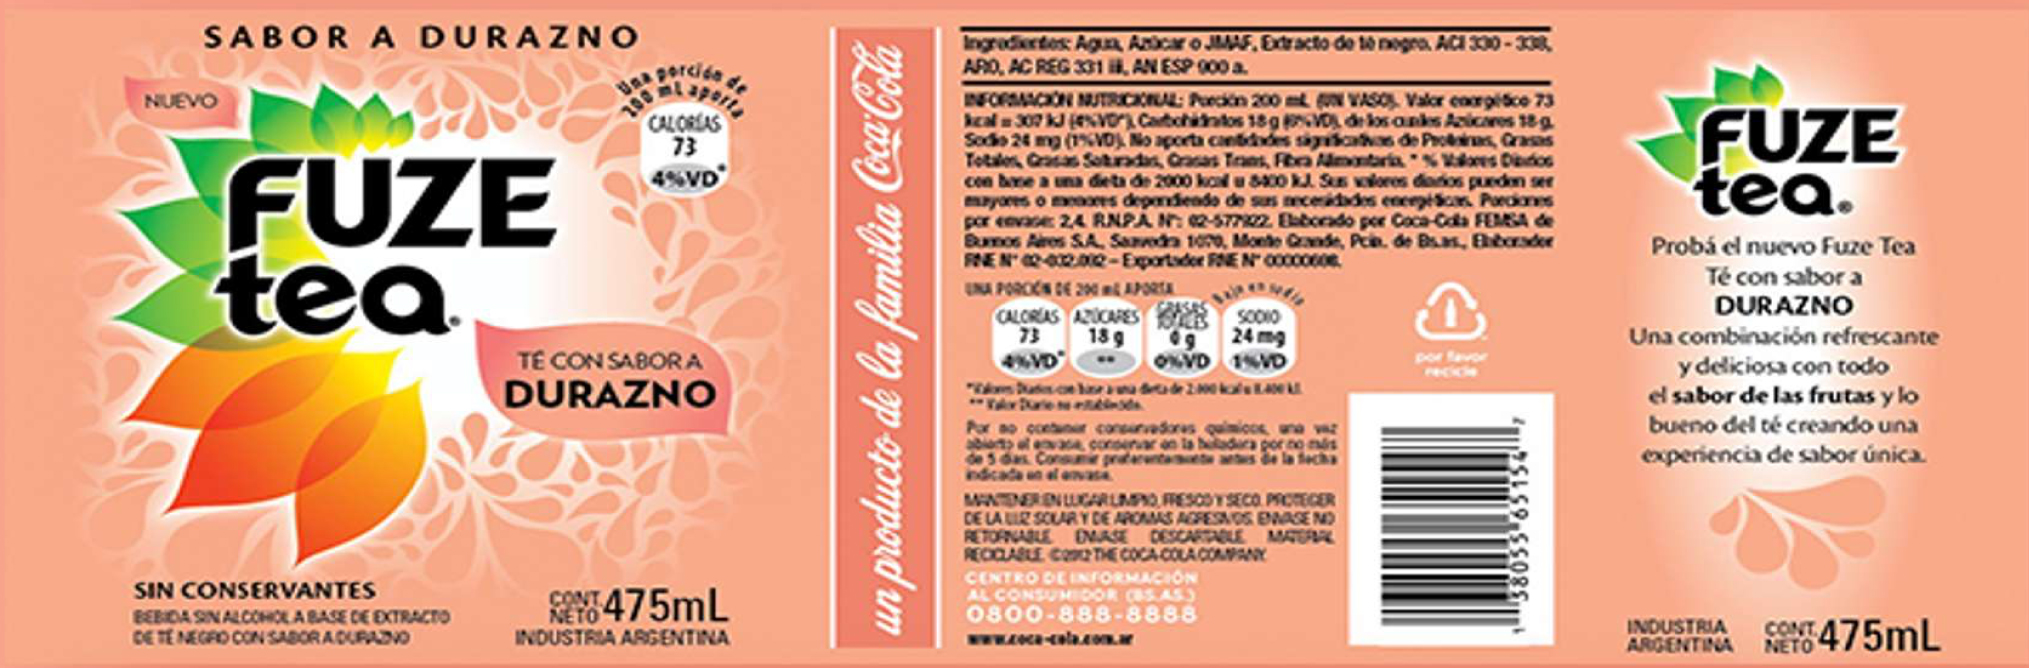 SABOR A DURAZNO
NUEVO
Una porción de
200 mL aporta
CALORÍAS
73
4%VD*
FUZE
tea®
TÉ CON SABOR A
DURAZNO
SIN CONSERVANTES
BEBIDA SIN ALCOHOL A BASE DE EXTRACTO
DE TÉ NEGRO CON SABOR A DURAZNO
CONT.
NETO 475mL
INDUSTRIA ARGENTINA
un producto de la familia Coca-Cola
Ingredientes: Agua, Azúcar o JMAF, Extracto de té negro, ACI 330 - 338,
ARO, AC REG 331 iii, AN ESP 900 a.
INFORMACIÓN NUTRICIONAL: Porción 200 mL (UN VASO). Valor energético 73
kcal = 307 kJ (4%VD*), Carbohidratos 18 g (6%VD), de los cuales Azúcares 18 g,
Sodio 24 mg (1%VD). No aporta cantidades significativas de Proteínas, Grasas
Totales, Grasas Saturadas, Grasas Trans, Fibra Alimentaria. * % Valores Diarios
con base a una dieta de 2000 kcal u 8400 kJ. Sus valores diarios pueden ser
mayores o menores dependiendo de sus necesidades energéticas. Porciones
por envase: 2,4. R.N.P.A. N°: 02-577922. Elaborado por Coca-Cola FEMSA de
Buenos Aires S.A., Saavedra 1070, Monte Grande, Pcia. de Bs.as., Elaborador
RNE N° 02-032.092 – Exportador RNE N°
UNA PORCIÓN DE 200 mL APORTA
Bajo en sodio
CALORÍAS
73
4%VD*
AZÚCARES
18 g
**
GRASAS
TOTALES
0 g
0%VD
SODIO
24 mg
1%VD
*Valores Diarios con base a una dieta de 2.000 kcal u 8.400 kJ.
** Valor Diario no establecido.
Por no contener conservadores químicos, una vez
abierto el envase, conservar en la heladera por no más
de 5 días. Consumir preferentemente antes de la fecha
indicada en el envase.
MANTENER EN LUGAR LIMPIO, FRESCO Y SECO. PROTEGER
DE LA LUZ SOLAR Y DE AROMAS AGRESIVOS. ENVASE NO
RETORNABLE. ENVASE DESCARTABLE. MATERIAL
RECICLABLE. ©2012 THE COCA-COLA COMPANY.
CENTRO DE INFORMACIÓN
AL CONSUMIDOR (BS.AS.)
0800-888-8888
www.coca-cola.com.ar
por favor
recicle
1 38055 65154 7
FUZE
tea®
Probá el nuevo Fuze Tea
Té con sabor a
DURAZNO
Una combinación refrescante
y deliciosa con todo
el sabor de las frutas y lo
bueno del té creando una
experiencia de sabor única.
INDUSTRIA
ARGENTINA
CONT.
NETO 475mL